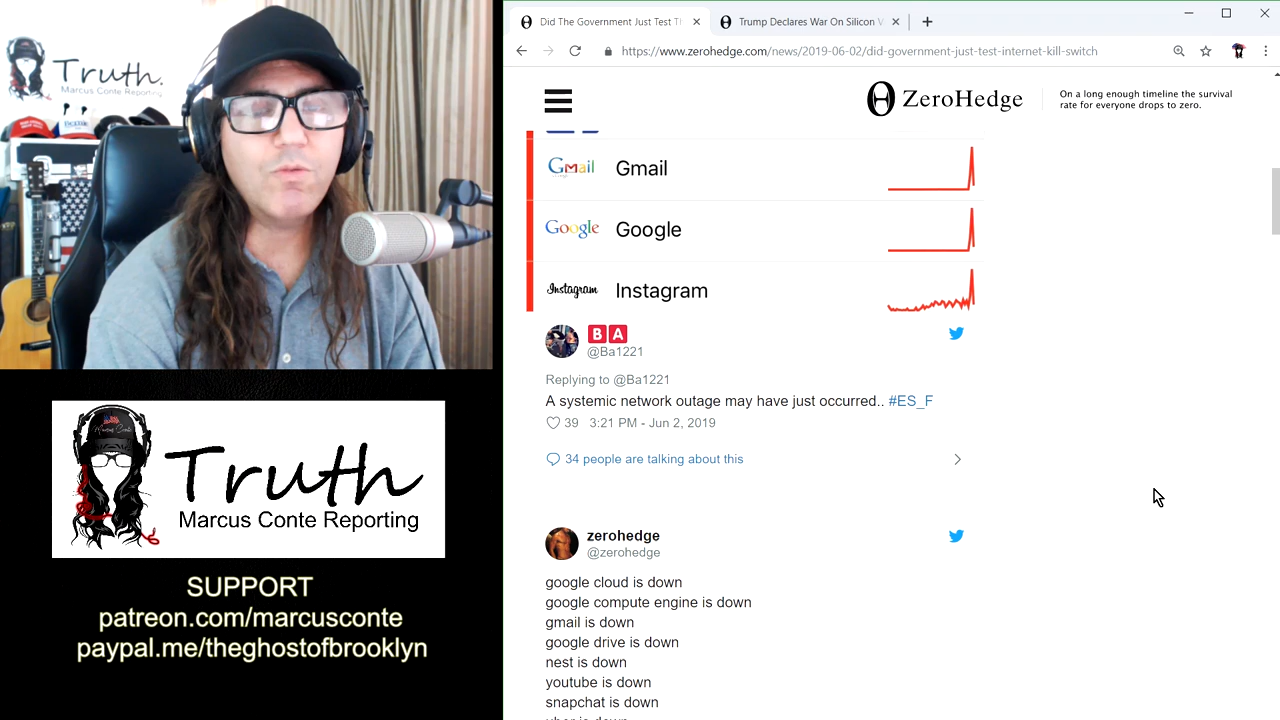 Truth.
Marcus Conte Reporting
Truth
Marcus Conte Reporting
SUPPORT
patreon.com/marcusconte
paypal.me/theghostofbrooklyn
Did The Government Just Test T
Trump Declares War On Silicon V
https://www.zerohedge.com/news/2019-06-02/did-government-just-test-internet-kill-switch
ZeroHedge
On a long enough timeline the survival
rate for everyone drops to zero.
Gmail Gmail
Google Google
Instagram Instagram
BA
@Ba1221
Replying to @Ba1221
A systemic network outage may have just occurred.. #ES_F
39 3:21 PM - Jun 2, 2019
34 people are talking about this
zerohedge
@zerohedge
google cloud is down
google compute engine is down
gmail is down
google drive is down
nest is down
youtube is down
snapchat is down
uber is down